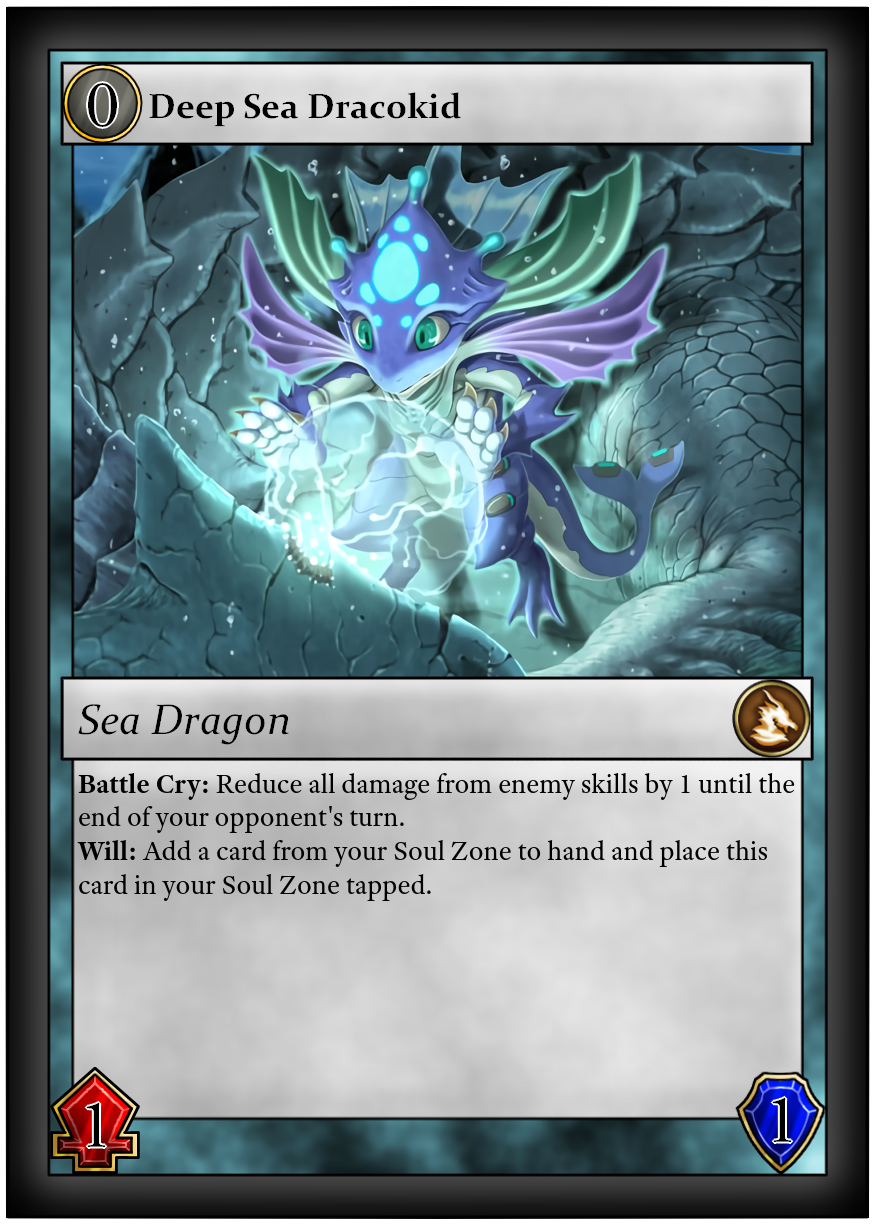 0 Deep Sea Dracokid
Sea Dragon
Battle Cry: Reduce all damage from enemy skills by 1 until the
end of your opponent's turn.
Will: Add a card from your Soul Zone to hand and place this
card in your Soul Zone tapped.
1 1